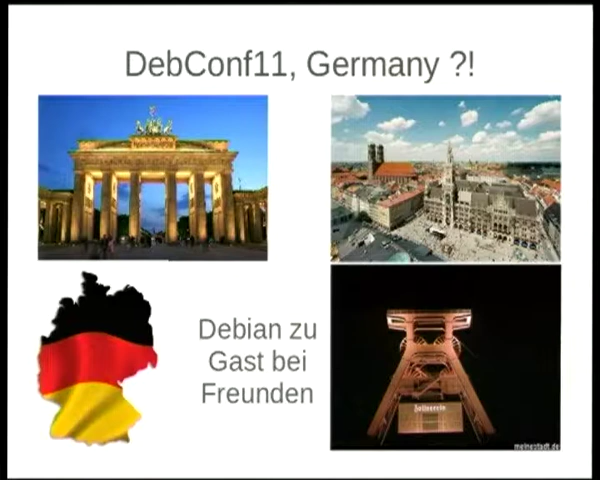 DebConf11, Germany ?!
Debian zu
Gast bei
Freunden
Zollverein
meinestadt.de